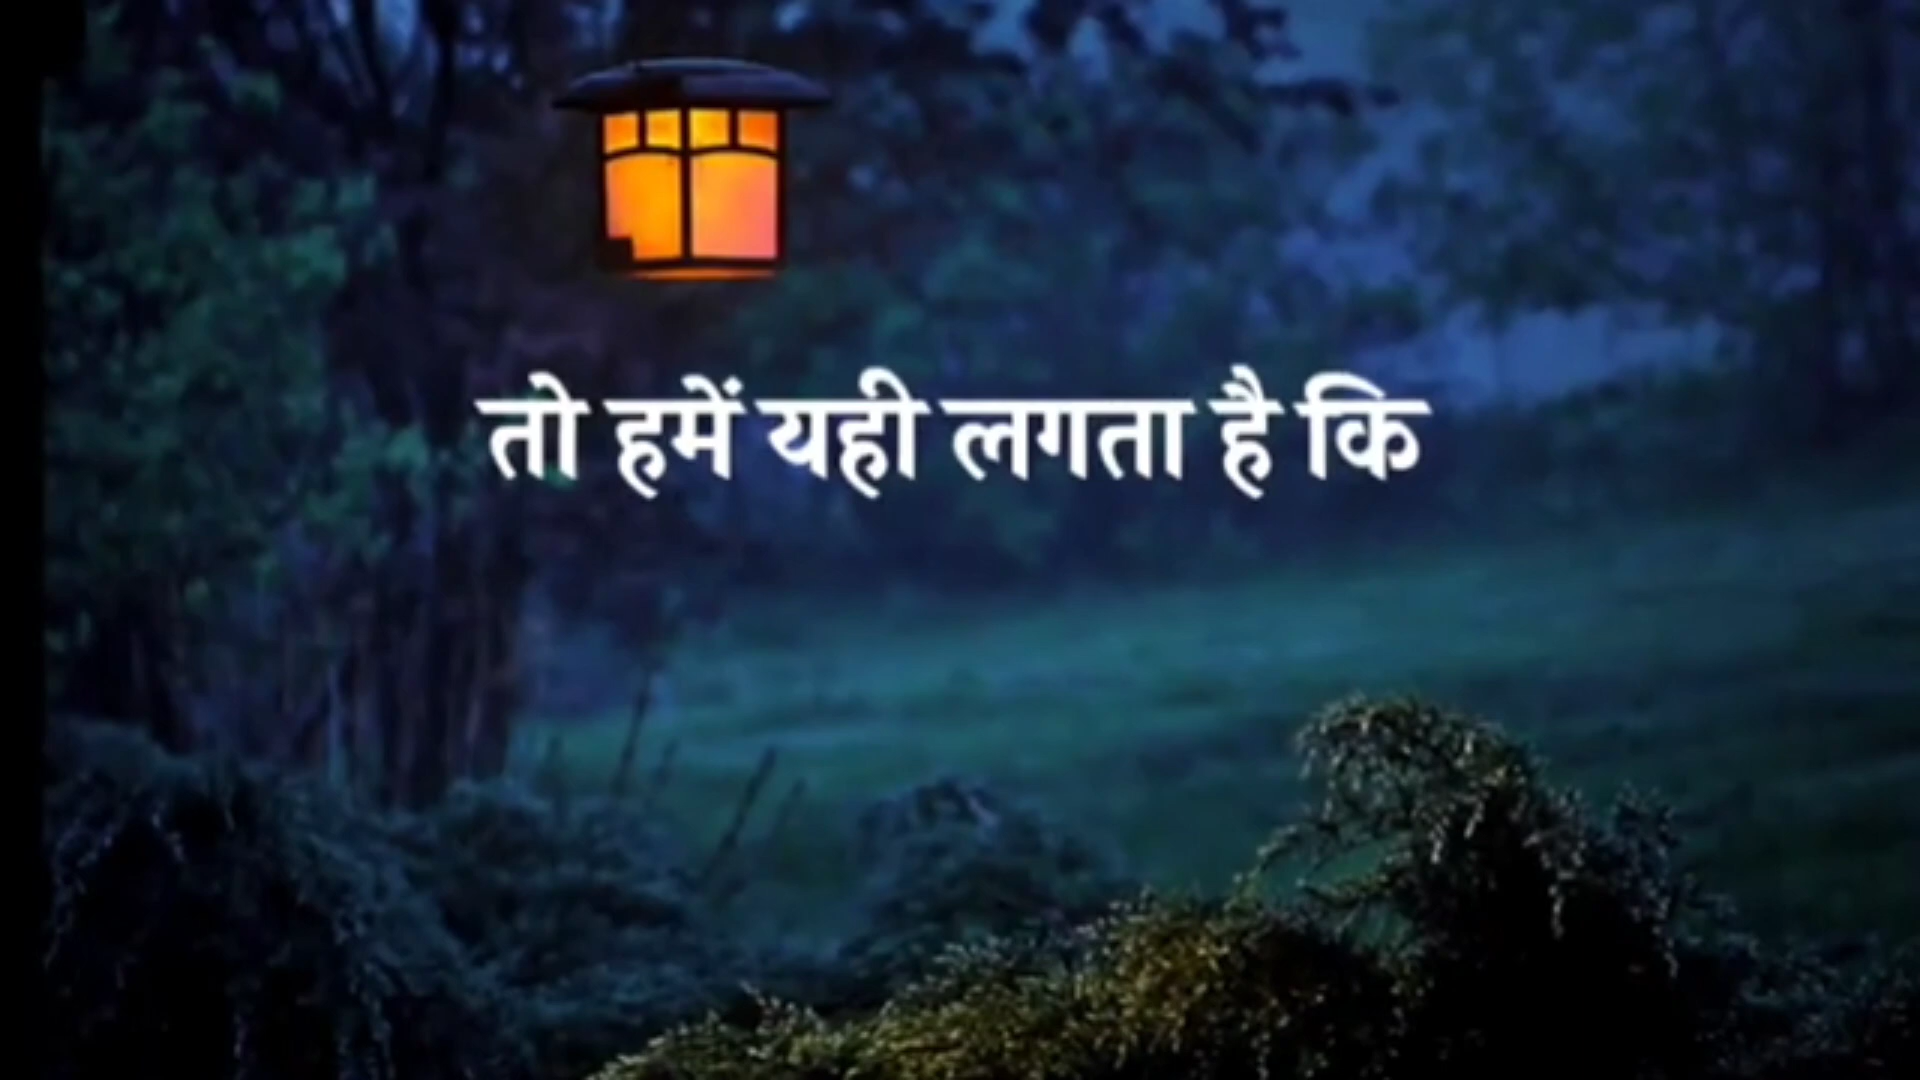 तो हमें यही लगता है कि